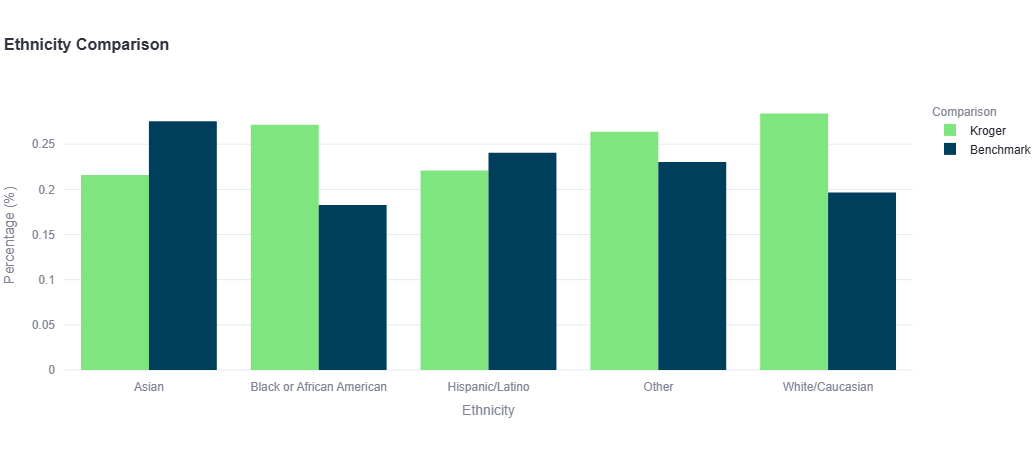 Ethnicity Comparison
Comparison
Kroger
Benchmark
Percentage (%)
0.25
0.2
0.15
0.1
0.05
0
Asian
Black or African American
Hispanic/Latino
Other
White/Caucasian
Ethnicity